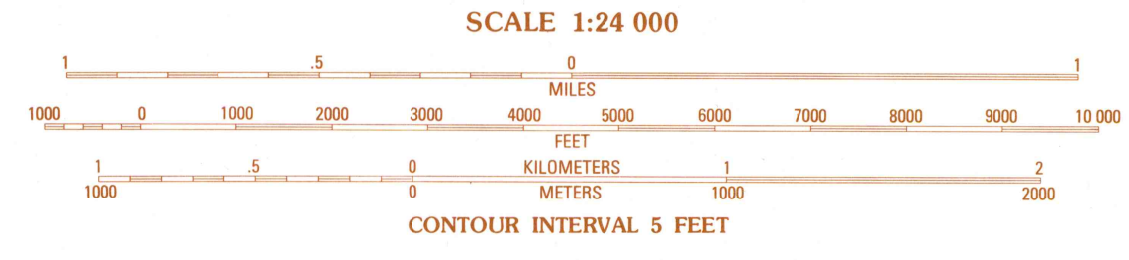 SCALE 1:24 000
1 .5 0 1
MILES
1000 0 1000 2000 3000 4000 5000 6000 7000 8000 9000 10 000
FEET
1 .5 0 KILOMETERS 1 2
1000 0 METERS 1000 2000
CONTOUR INTERVAL 5 FEET